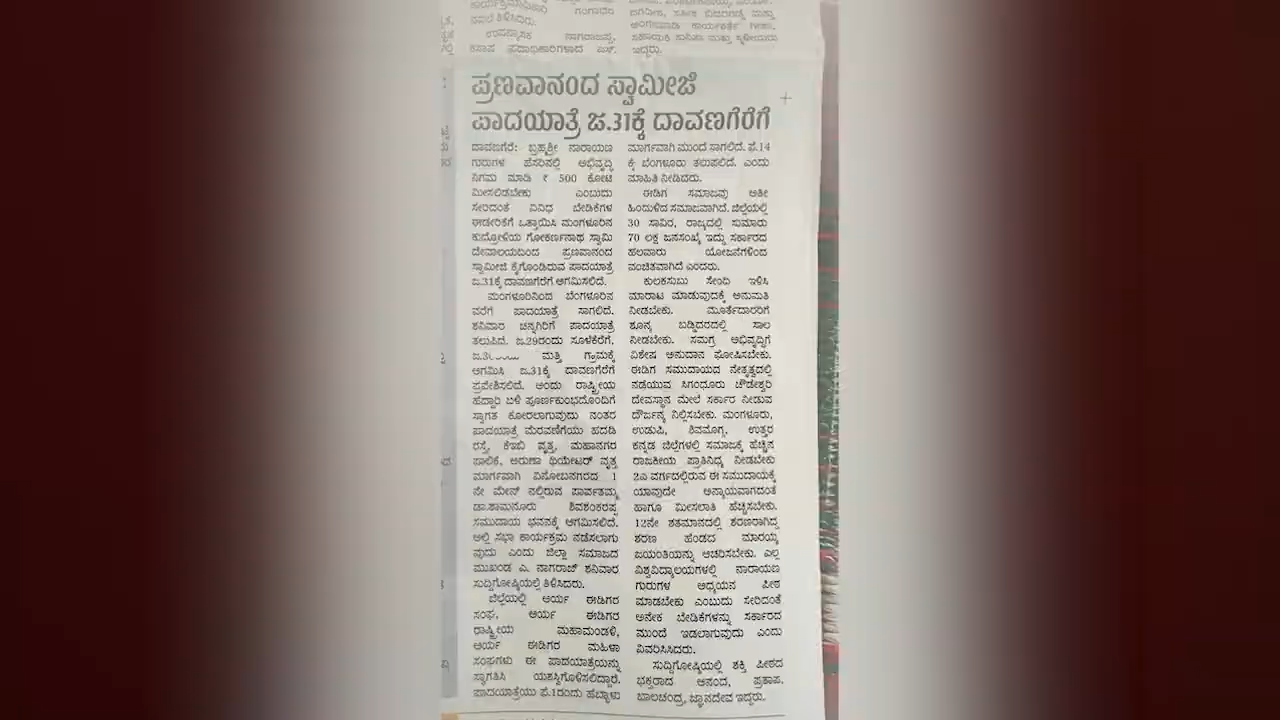 ನಾಗರಾಜಪ್ಪ,
ಕಸಾಪ ಪದಾಧಿಕಾರಿಗಳಾದ ಎಸ್.
ಇದ್ದರು.
ಪ್ರಣವಾನಂದ ಸ್ವಾಮೀಜಿ
ಪಾದಯಾತ್ರೆ ಜ.31ಕ್ಕೆ ದಾವಣಗೆರೆಗೆ
ದಾವಣಗೆರೆ: ಬ್ರಹ್ಮಶ್ರೀ ನಾರಾಯಣ
ಗುರುಗಳ ಹೆಸರಿನಲ್ಲಿ ಅಭಿವೃದ್ಧಿ
ನಿಗಮ ಮಾಡಿ ₹ 500 ಕೋಟಿ
ಮೀಸಲಿಡಬೇಕು ಎಂಬುದು
ಸೇರಿದಂತೆ ವಿವಿಧ ಬೇಡಿಕೆಗಳ
ಈಡೇರಿಕೆಗೆ ಒತ್ತಾಯಿಸಿ ಮಂಗಳೂರಿನ
ಕುದ್ರೋಳಿಯ ಗೋಕರ್ಣನಾಥ ಸ್ವಾಮಿ
ದೇವಾಲಯದಿಂದ ಪ್ರಣವಾನಂದ
ಸ್ವಾಮೀಜಿ ಕೈಗೊಂಡಿರುವ ಪಾದಯಾತ್ರೆ
ಜ.31ಕ್ಕೆ ದಾವಣಗೆರೆಗೆ ಆಗಮಿಸಲಿದೆ.
ಮಂಗಳೂರಿನಿಂದ ಬೆಂಗಳೂರಿನ
ವರೆಗೆ ಪಾದಯಾತ್ರೆ ಸಾಗಲಿದೆ.
ಶನಿವಾರ ಚನ್ನಗಿರಿಗೆ ಪಾದಯಾತ್ರೆ
ತಲುಪಿದೆ. ಜ.29ರಂದು ಸೂಳೆಕೆರೆಗೆ,
ಮತ್ತಿ ಗ್ರಾಮಕ್ಕೆ
ಆಗಮಿಸಿ ಜ.31ಕ್ಕೆ ದಾವಣಗೆರೆಗೆ
ಪ್ರವೇಶಿಸಲಿದೆ. ಅಂದು ರಾಷ್ಟ್ರೀಯ
ಹೆದ್ದಾರಿ ಬಳಿ ಪೂರ್ಣಕುಂಭದೊಂದಿಗೆ
ಸ್ವಾಗತ ಕೋರಲಾಗುವುದು ನಂತರ
ಪಾದಯಾತ್ರೆ ಮೆರವಣಿಗೆಯು ಹದಡಿ
ರಸ್ತೆ, ಕೆಇಬಿ ವೃತ್ತ, ಮಹಾನಗರ
ಪಾಲಿಕೆ, ಅರುಣಾ ಥಿಯೇಟರ್ ವೃತ್ತ
ಮಾರ್ಗವಾಗಿ ವಿನೋಬನಗರದ 1
ನೇ ಮೇನ್ ನಲ್ಲಿರುವ ಪಾರ್ವತಮ್ಮ
ಡಾ.ಶಾಮನೂರು ಶಿವಶಂಕರಪ್ಪ
ಸಮುದಾಯ ಭವನಕ್ಕೆ ಆಗಮಿಸಲಿದೆ.
ಅಲ್ಲಿ ಸಭಾ ಕಾರ್ಯಕ್ರಮ ನಡೆಸಲಾಗು
ವುದು ಎಂದು ಜಿಲ್ಲಾ ಸಮಾಜದ
ಮುಖಂಡ ಎ. ನಾಗರಾಜ್ ಶನಿವಾರ
ಸುದ್ದಿಗೋಷ್ಠಿಯಲ್ಲಿ ತಿಳಿಸಿದರು.
ಜಿಲ್ಲೆಯಲ್ಲಿ ಆರ್ಯ ಈಡಿಗರ
ಸಂಘ, ಆರ್ಯ ಈಡಿಗರ
ರಾಷ್ಟ್ರೀಯ ಮಹಾಮಂಡಳಿ,
ಆರ್ಯ ಈಡಿಗರ ಮಹಿಳಾ
ಸಂಘಗಳು ಈ ಪಾದಯಾತ್ರೆಯನ್ನು
ಸ್ವಾಗತಿಸಿ ಯಶಸ್ವಿಗೊಳಿಸಲಿದ್ದಾರೆ.
ಪಾದಯಾತ್ರೆಯು ಫೆ.1ರಂದು ಹೆಬ್ಬಾಳು
ಮಾರ್ಗವಾಗಿ ಮುಂದೆ ಸಾಗಲಿದೆ. ಫೆ.14
ಕ್ಕೆ ಬೆಂಗಳೂರು ತಲುಪಲಿದೆ. ಎಂದು
ಮಾಹಿತಿ ನೀಡಿದರು.
ಈಡಿಗ ಸಮಾಜವು ಅತೀ
ಹಿಂದುಳಿದ ಸಮಾಜವಾಗಿದೆ. ಜಿಲ್ಲೆಯಲ್ಲಿ
30 ಸಾವಿರ, ರಾಜ್ಯದಲ್ಲಿ ಸುಮಾರು
70 ಲಕ್ಷ ಜನಸಂಖ್ಯೆ ಇದ್ದು ಸರ್ಕಾರದ
ಹಲವಾರು ಯೋಜನೆಗಳಿಂದ
ವಂಚಿತವಾಗಿದೆ ಎಂದರು.
ಕುಲಕಸುಬು ಸೇಂದಿ ಇಳಿಸಿ
ಮಾರಾಟ ಮಾಡುವುದಕ್ಕೆ ಅನುಮತಿ
ನೀಡಬೇಕು. ಮೂರ್ತೆದಾರರಿಗೆ
ಶೂನ್ಯ ಬಡ್ಡಿದರದಲ್ಲಿ ಸಾಲ
ನೀಡಬೇಕು. ಸಮಗ್ರ ಅಭಿವೃದ್ಧಿಗೆ
ವಿಶೇಷ ಅನುದಾನ ಘೋಷಿಸಬೇಕು.
ಈಡಿಗ ಸಮುದಾಯದ ನೇತೃತ್ವದಲ್ಲಿ
ನಡೆಯುವ ಸಿಗಂಧೂರು ಚೌಡೇಶ್ವರಿ
ದೇವಸ್ಥಾನ ಮೇಲೆ ಸರ್ಕಾರ ನೀಡುವ
ದೌರ್ಜನ್ಯ ನಿಲ್ಲಿಸಬೇಕು. ಮಂಗಳೂರು,
ಉಡುಪಿ, ಶಿವಮೊಗ್ಗ, ಉತ್ತರ
ಕನ್ನಡ ಜಿಲ್ಲೆಗಳಲ್ಲಿ ಸಮಾಜಕ್ಕೆ ಹೆಚ್ಚಿನ
ರಾಜಕೀಯ ಪ್ರಾತಿನಿಧ್ಯ ನೀಡಬೇಕು
2ಎ ವರ್ಗದಲ್ಲಿರುವ ಈ ಸಮುದಾಯಕ್ಕೆ
ಯಾವುದೇ ಅನ್ಯಾಯವಾಗದಂತೆ
ಹಾಗೂ ಮೀಸಲಾತಿ ಹೆಚ್ಚಿಸಬೇಕು.
12ನೇ ಶತಮಾನದಲ್ಲಿ ಶರಣರಾಗಿದ್ದ
ಶರಣ ಹೆಂಡದ ಮಾರಯ್ಯ
ಜಯಂತಿಯನ್ನು ಆಚರಿಸಬೇಕು. ಎಲ್ಲ
ವಿಶ್ವವಿದ್ಯಾಲಯಗಳಲ್ಲಿ ನಾರಾಯಣ
ಗುರುಗಳ ಅಧ್ಯಯನ ಪೀಠ
ಮಾಡಬೇಕು ಎಂಬುದು ಸೇರಿದಂತೆ
ಅನೇಕ ಬೇಡಿಕೆಗಳನ್ನು ಸರ್ಕಾರದ
ಮುಂದೆ ಇಡಲಾಗುವುದು ಎಂದು
ವಿವರಿಸಿದರು.
ಸುದ್ದಿಗೋಷ್ಠಿಯಲ್ಲಿ ಶಕ್ತಿ ಪೀಠದ
ಭಕ್ತರಾದ ಆನಂದ, ಪ್ರತಾಪ,
ಬಾಲಚಂದ್ರ, ಜ್ಞಾನದೇವ ಇದ್ದರು.